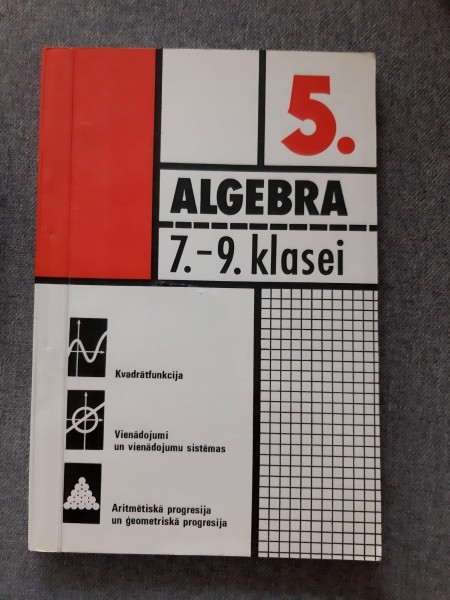 5.
ALGEBRA
7.-9. klasei
Kvadrātfunkcija
Vienādojumi
un vienādojumu sistēmas
Aritmētiskā progresija
un ģeometriskā progresija